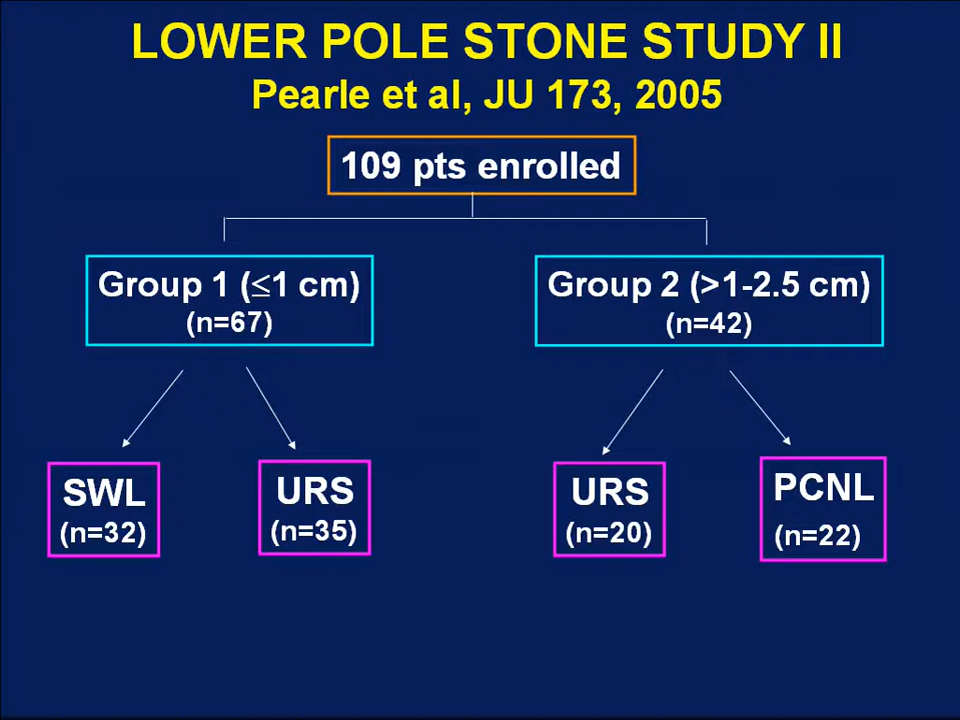 LOWER POLE STONE STUDY II
Pearle et al, JU 173, 2005
109 pts enrolled
Group 1 (≤1 cm)
(n=67)
Group 2 (>1-2.5 cm)
(n=42)
SWL
(n=32)
URS
(n=35)
URS
(n=20)
PCNL
(n=22)